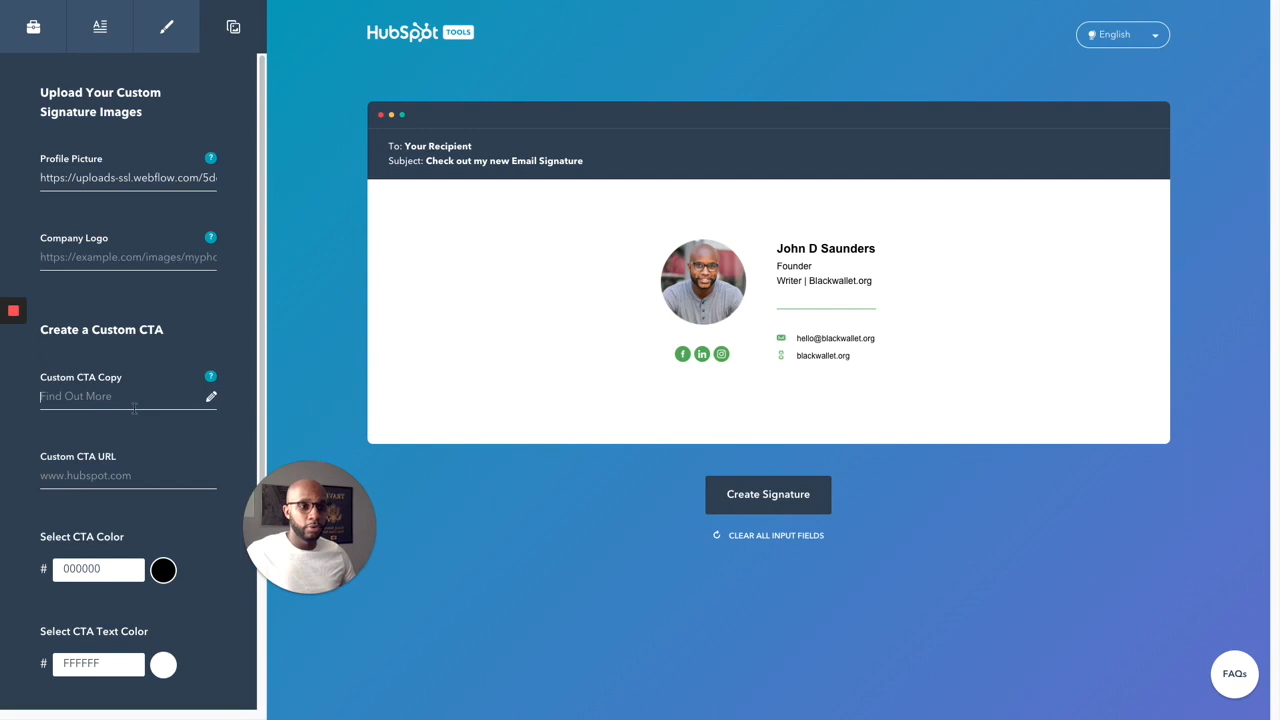 Upload Your Custom
Signature Images
Profile Picture
?
https://uploads-ssl.webflow.com/5d
Company Logo
?
https://example.com/images/mypho
Create a Custom CTA
Custom CTA Copy
?
Find Out More
Custom CTA URL
www.hubspot.com
Select CTA Color
# 000000
Select CTA Text Color
# FFFFFF
HubSpot TOOLS
English
To: Your Recipient
Subject: Check out my new Email Signature
John D Saunders
Founder
Writer | Blackwallet.org
hello@blackwallet.org
blackwallet.org
Create Signature
CLEAR ALL INPUT FIELDS
FAQs